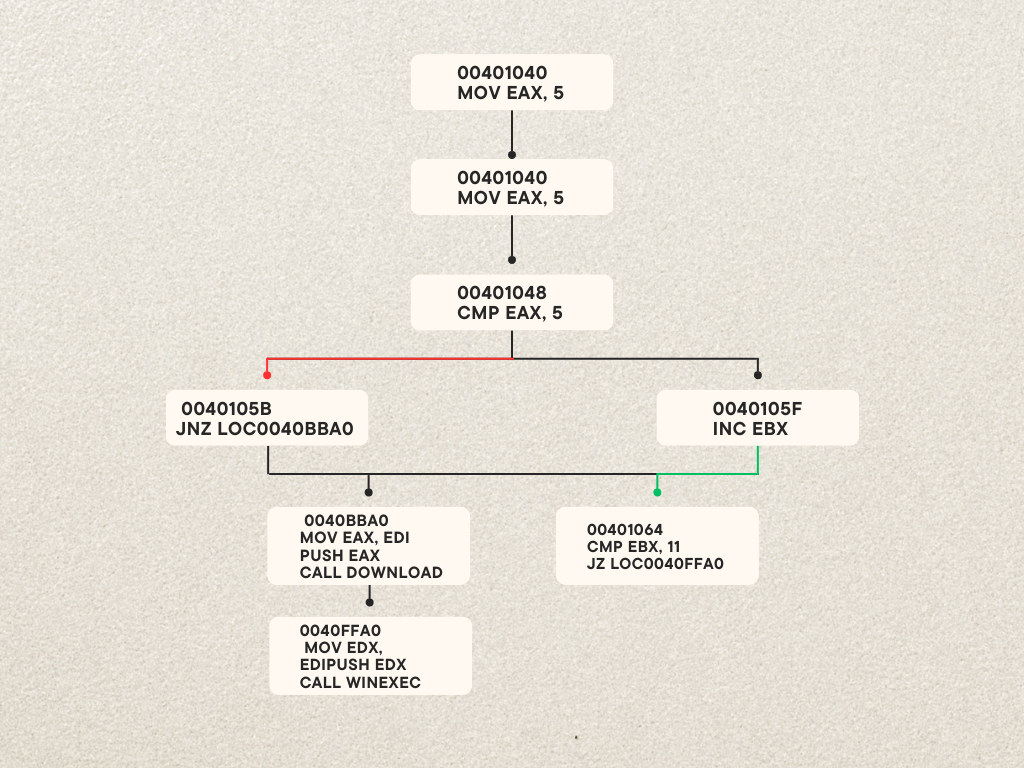 00401040
MOV EAX, 5
00401040
MOV EAX, 5
00401048
CMP EAX, 5
0040105B
JNZ LOC0040BBA0
0040105F
INC EBX
0040BBA0
MOV EAX, EDI
PUSH EAX
CALL DOWNLOAD
00401064
CMP EBX, 11
JZ LOC0040FFA0
0040FFA0
MOV EDX,
EDIPUSH EDX
CALL WINEXEC